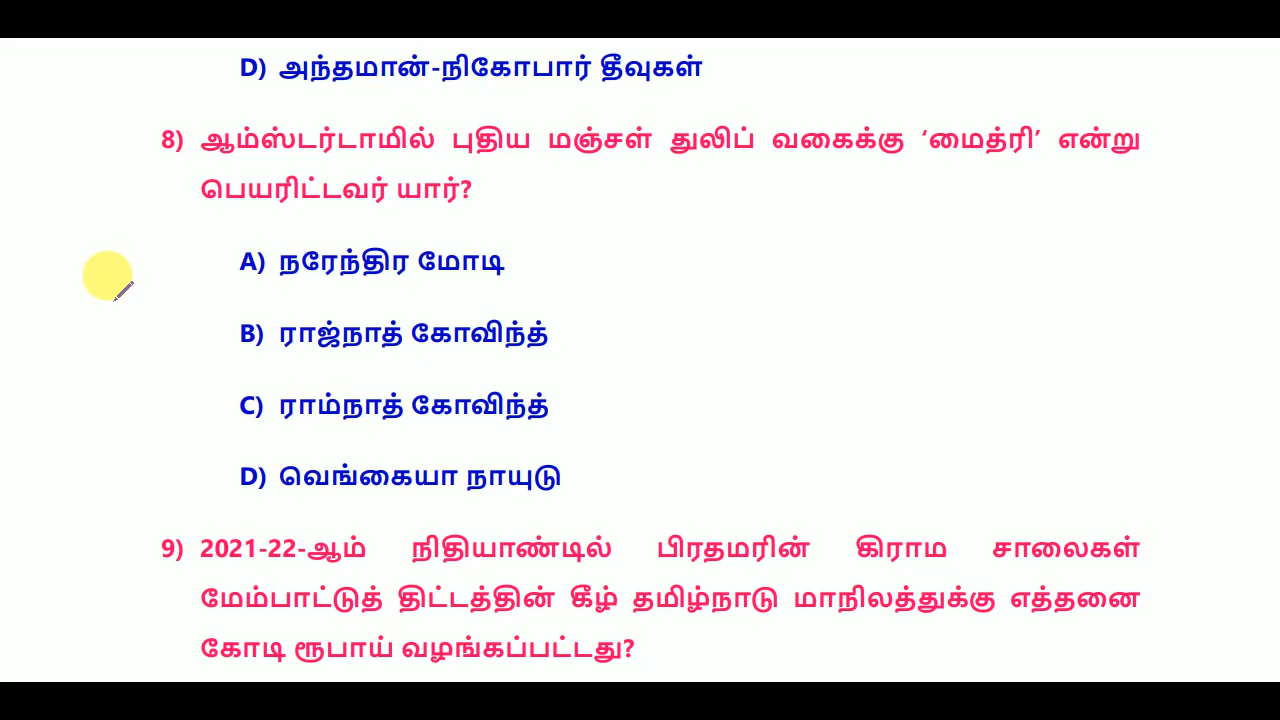 D) அந்தமான்-நிகோபார் தீவுகள்
8) ஆம்ஸ்டர்டாமில் புதிய மஞ்சள் துலிப் வகைக்கு ‘மைத்ரி’ என்று
பெயரிட்டவர் யார்?
A) நரேந்திர மோடி
B) ராஜ்நாத் கோவிந்த்
C) ராம்நாத் கோவிந்த்
D) வெங்கையா நாயுடு
9) 2021-22-ஆம் நிதியாண்டில் பிரதமரின் கிராம சாலைகள்
மேம்பாட்டுத் திட்டத்தின் கீழ் தமிழ்நாடு மாநிலத்துக்கு எத்தனை
கோடி ரூபாய் வழங்கப்பட்டது?